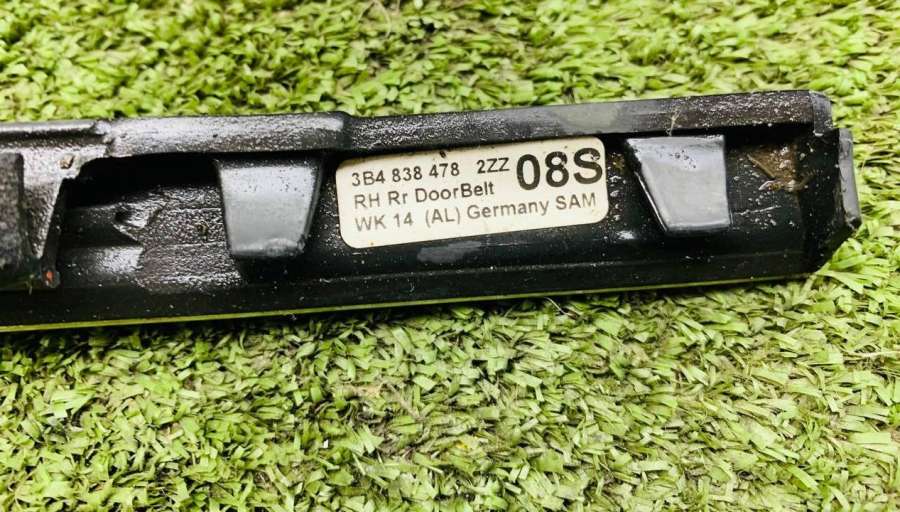 3B4 838 478 2ZZ 08S
RH Rr DoorBelt
WK 14 (AL) Germany SAM